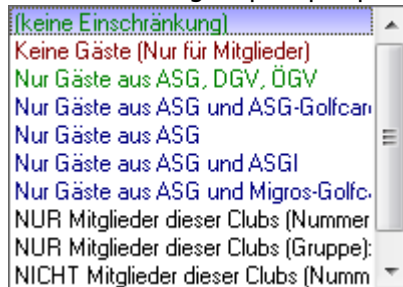 (keine Einschränkung)
Keine Gäste (Nur für Mitglieder)
Nur Gäste aus ASG, DGV, ÖGV
Nur Gäste aus ASG und ASG-Golfcar
Nur Gäste aus ASG
Nur Gäste aus ASG und ASGI
Nur Gäste aus ASG und Migros-Golfc
NUR Mitglieder dieser Clubs (Nummer
NUR Mitglieder dieser Clubs (Gruppe):
NICHT Mitglieder dieser Clubs (Numm